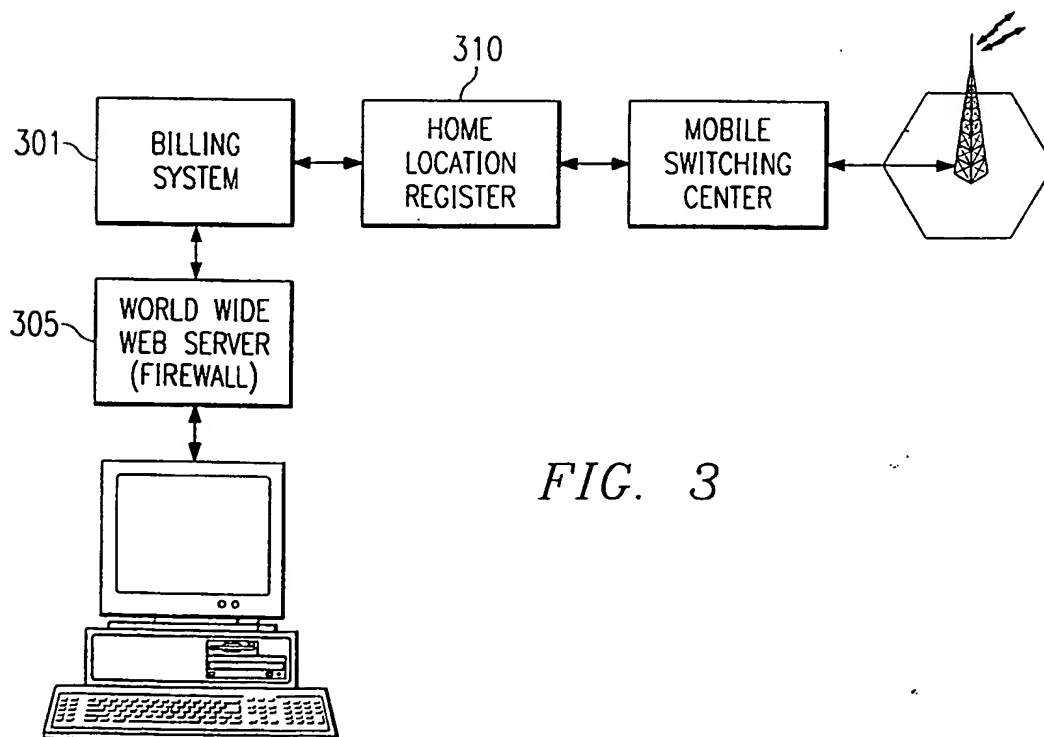 310
301
BILLING
SYSTEM
HOME
LOCATION
REGISTER
MOBILE
SWITCHING
CENTER
305
WORLD WIDE
WEB SERVER
(FIREWALL)
FIG. 3